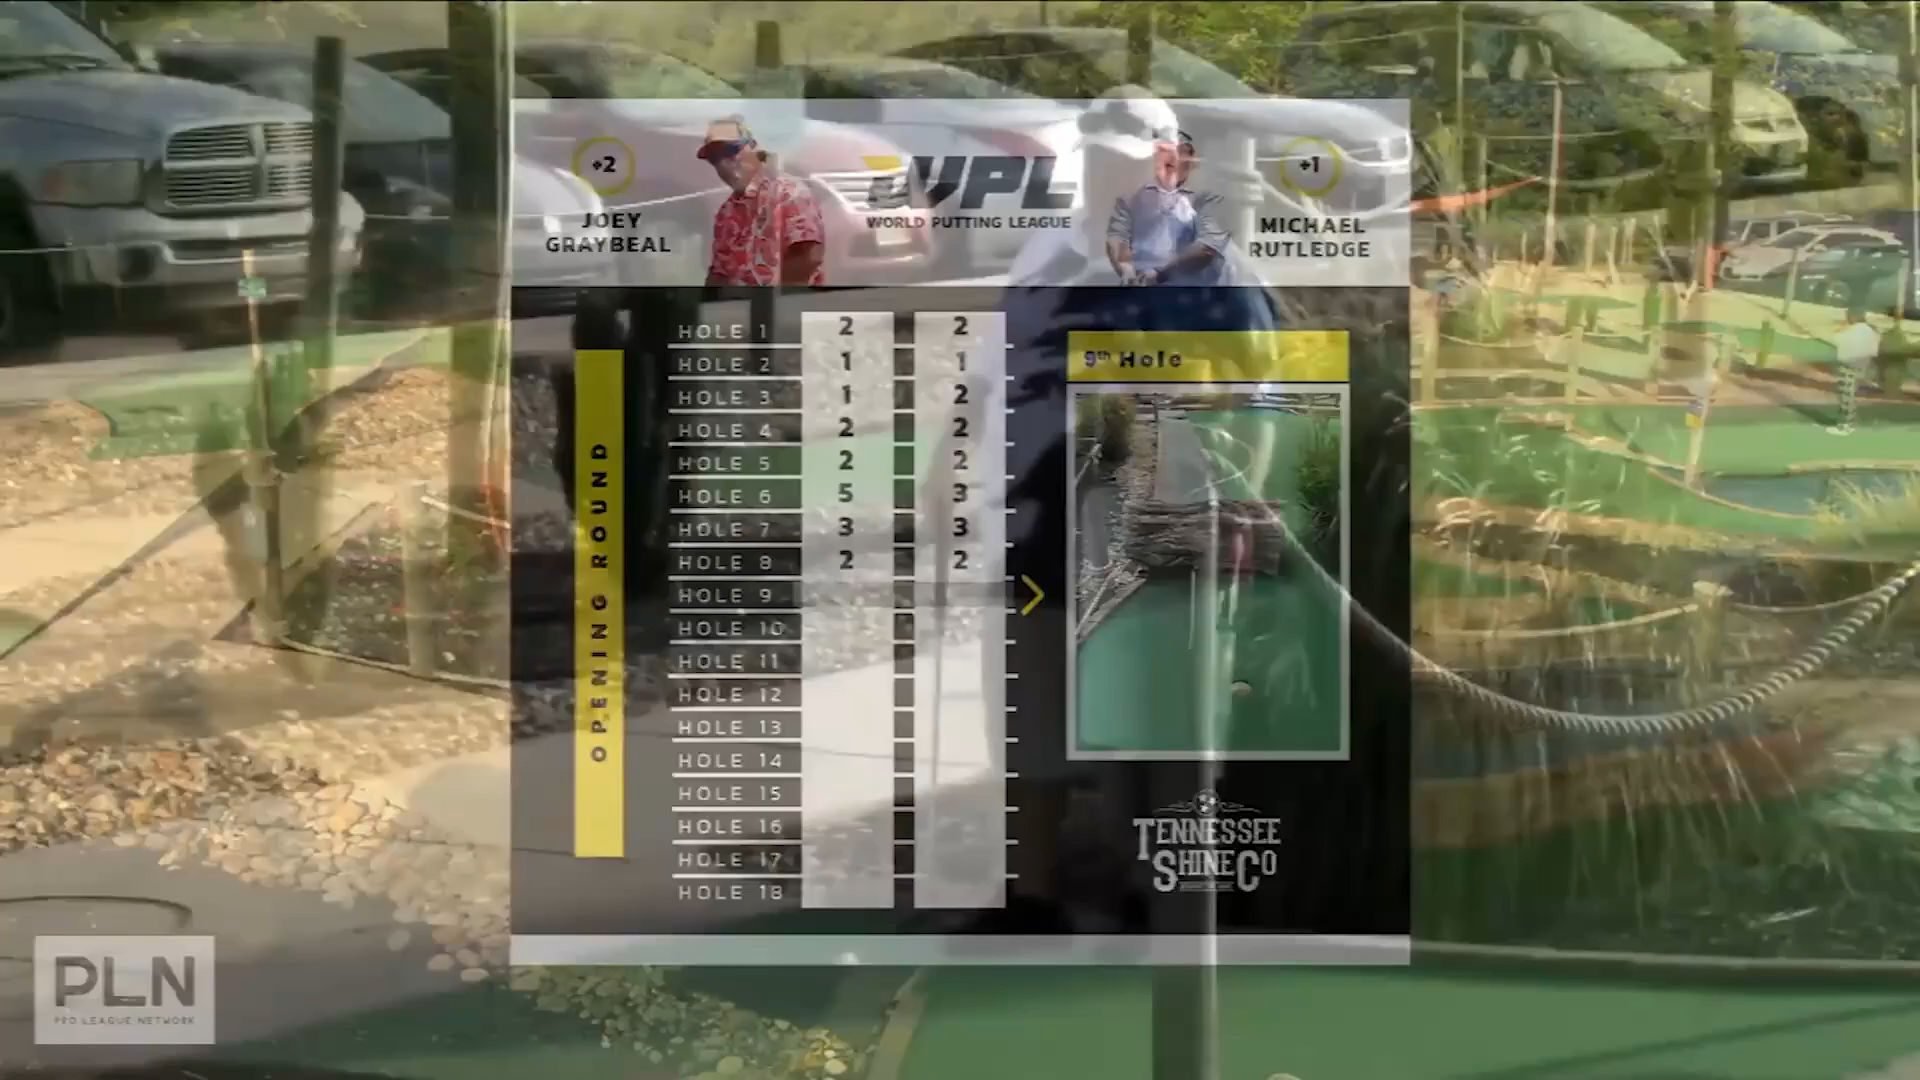 +2
JOEY
GRAYBEAL
WPL
WORLD PUTTING LEAGUE
+1
MICHAEL
RUTLEDGE
OPENING ROUND
HOLE 1 2 2
HOLE 2 1 1
HOLE 3 1 2
HOLE 4 2 2
HOLE 5 2 2
HOLE 6 5 3
HOLE 7 3 3
HOLE 8 2 2
HOLE 9
HOLE 10
HOLE 11
HOLE 12
HOLE 13
HOLE 14
HOLE 15
HOLE 16
HOLE 17
HOLE 18
9th Hole
TENNESSEE
SHINE CO
PLN
PRO LEAGUE NETWORK